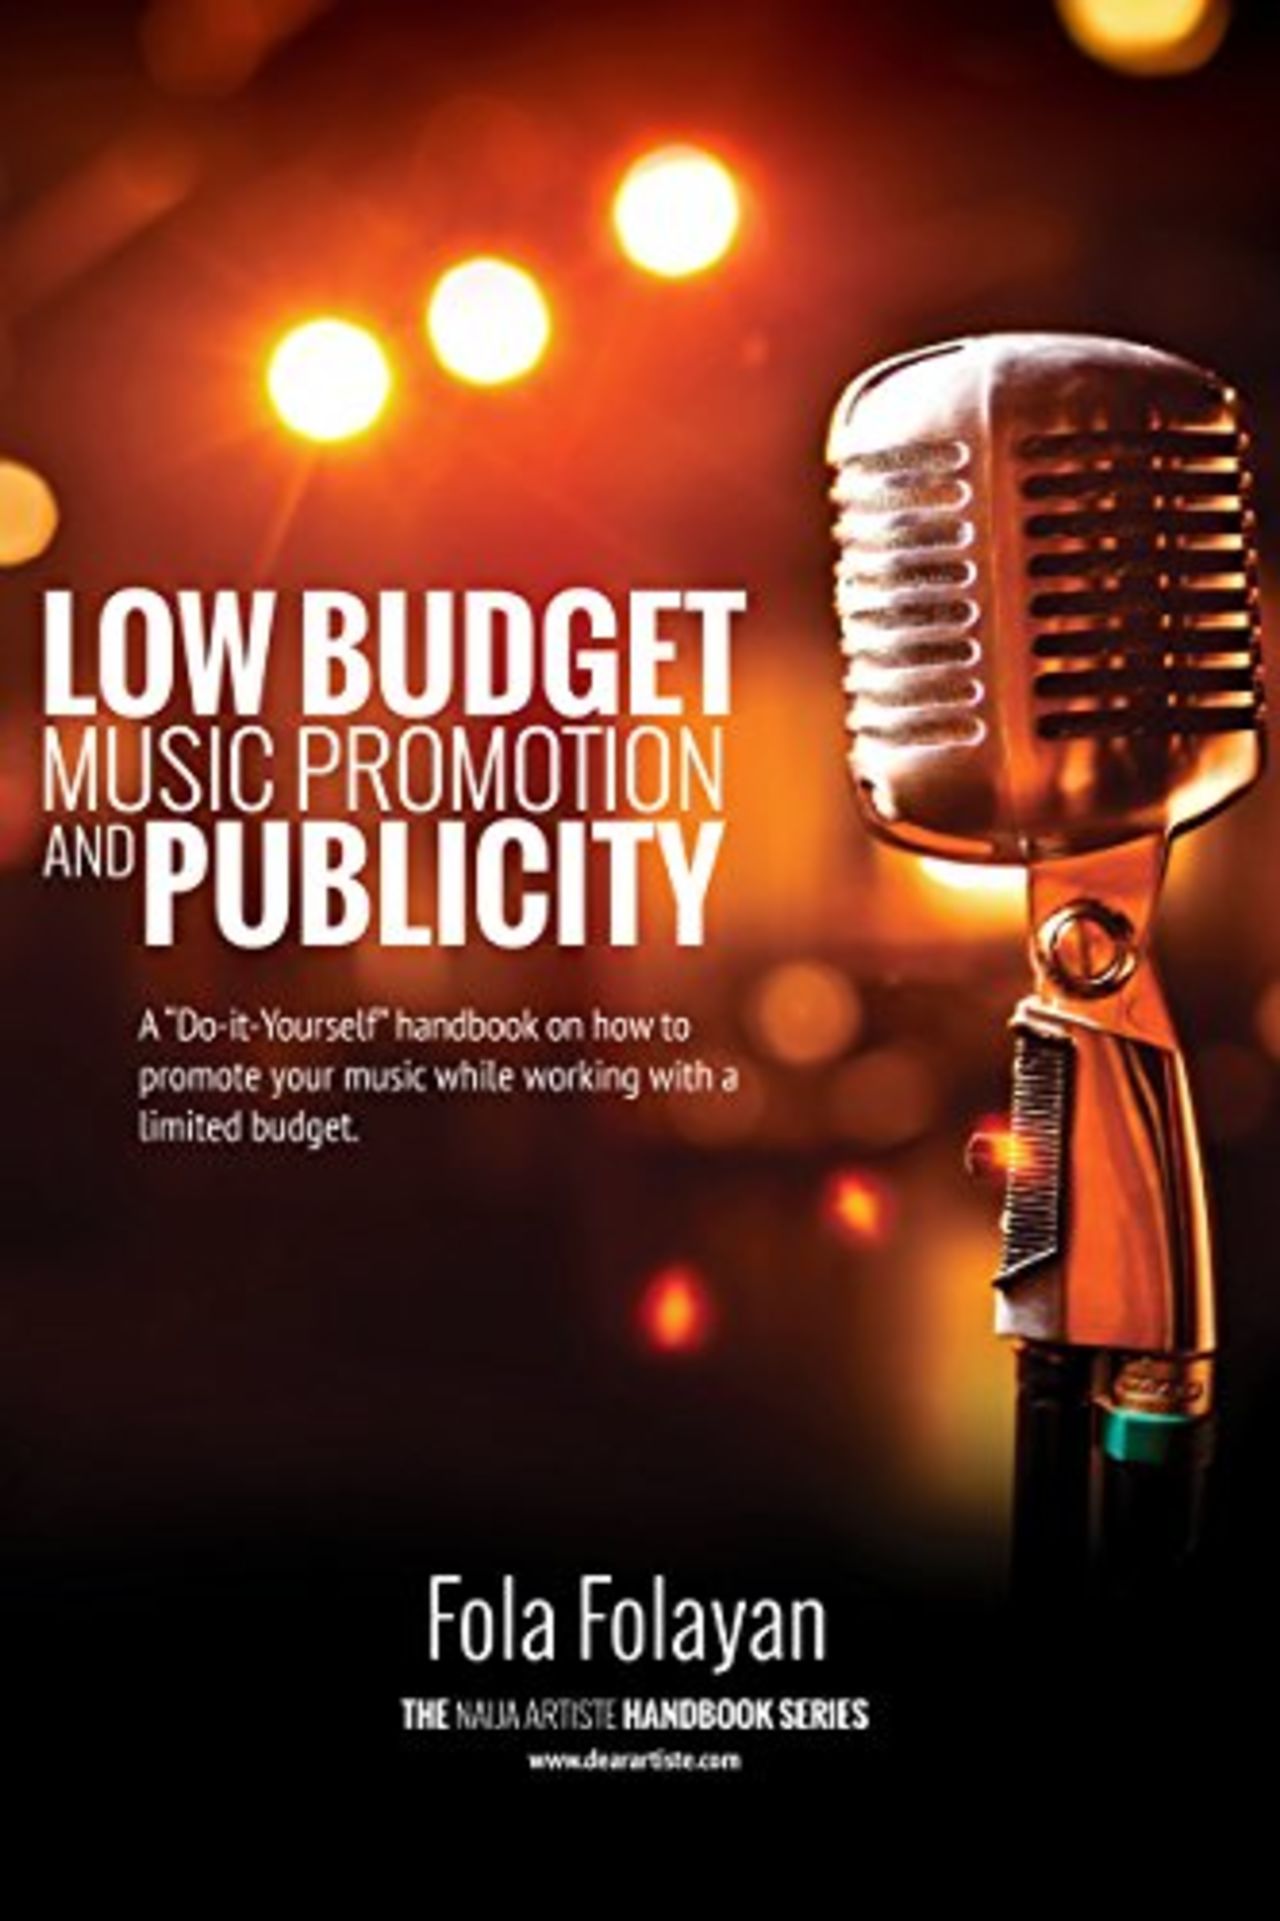 LOW BUDGET
MUSIC PROMOTION
AND PUBLICITY
A "Do-it-Yourself" handbook on how to
promote your music while working with a
limited budget.
Fola Folayan
THE NAIJA ARTISTE HANDBOOK SERIES
www.dearartiste.com